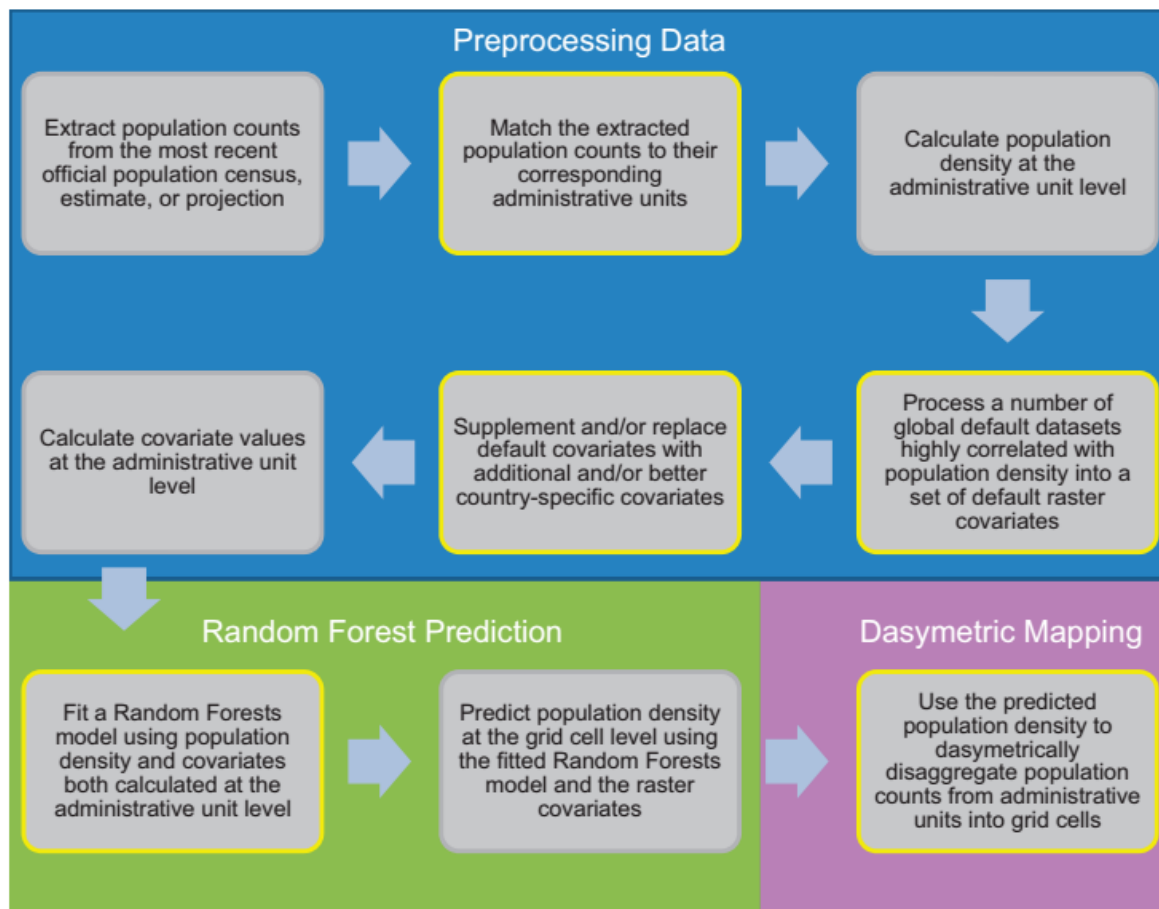 Preprocessing Data
Extract population counts
from the most recent
official population census,
estimate, or projection
Match the extracted
population counts to their
corresponding
administrative units
Calculate population
density at the
administrative unit level
Process a number of
global default datasets
highly correlated with
population density into a
set of default raster
covariates
Supplement and/or replace
default covariates with
additional and/or better
country-specific covariates
Calculate covariate values
at the administrative unit
level
Random Forest Prediction
Fit a Random Forests
model using population
density and covariates
both calculated at the
administrative unit level
Predict population density
at the grid cell level using
the fitted Random Forests
model and the raster
covariates
Dasymetric Mapping
Use the predicted
population density to
dasymetrically
disaggregate population
counts from administrative
units into grid cells